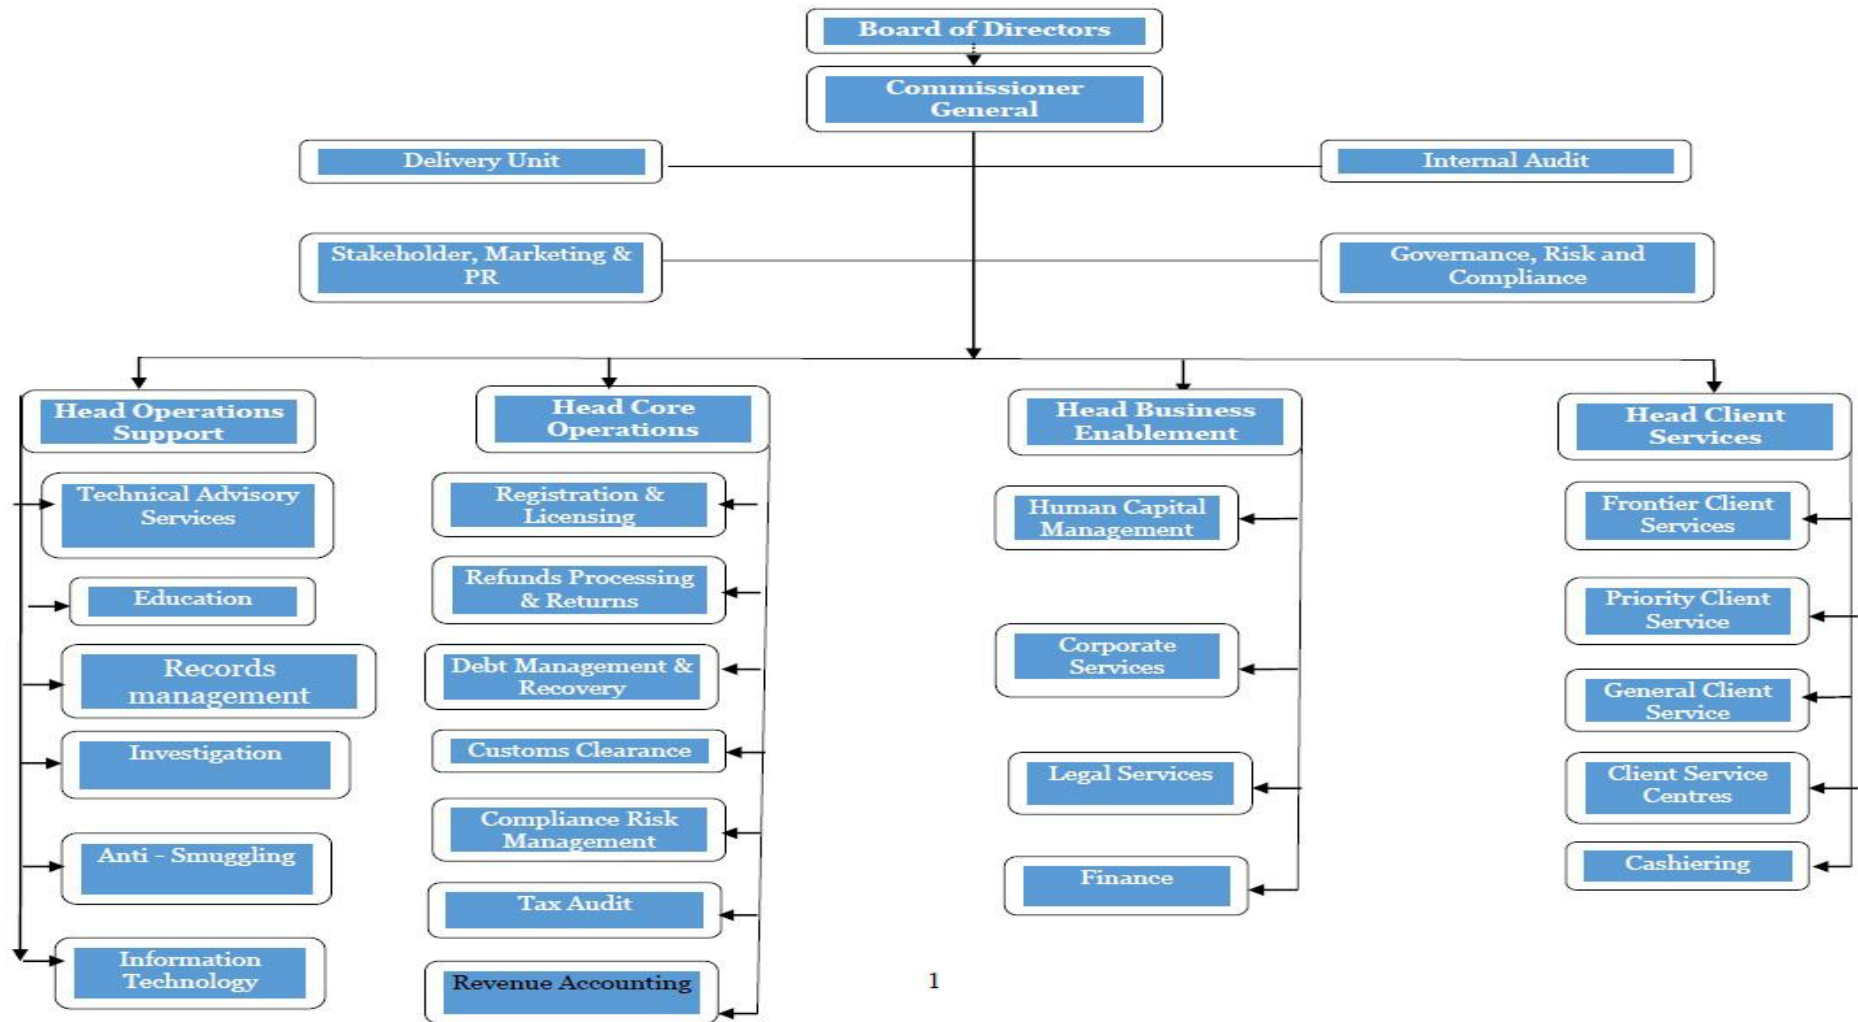 Board of Directors
Commissioner
General
Delivery Unit
Internal Audit
Stakeholder, Marketing &
PR
Governance, Risk and
Compliance
Head Operations
Support
Technical Advisory
Services
Education
Records
management
Investigation
Anti - Smuggling
Information
Technology
Head Core
Operations
Registration &
Licensing
Refunds Processing
& Returns
Debt Management &
Recovery
Customs Clearance
Compliance Risk
Management
Tax Audit
Revenue Accounting
Head Business
Enablement
Human Capital
Management
Corporate
Services
Legal Services
Finance
Head Client
Services
Frontier Client
Services
Priority Client
Service
General Client
Service
Client Service
Centres
Cashiering
1